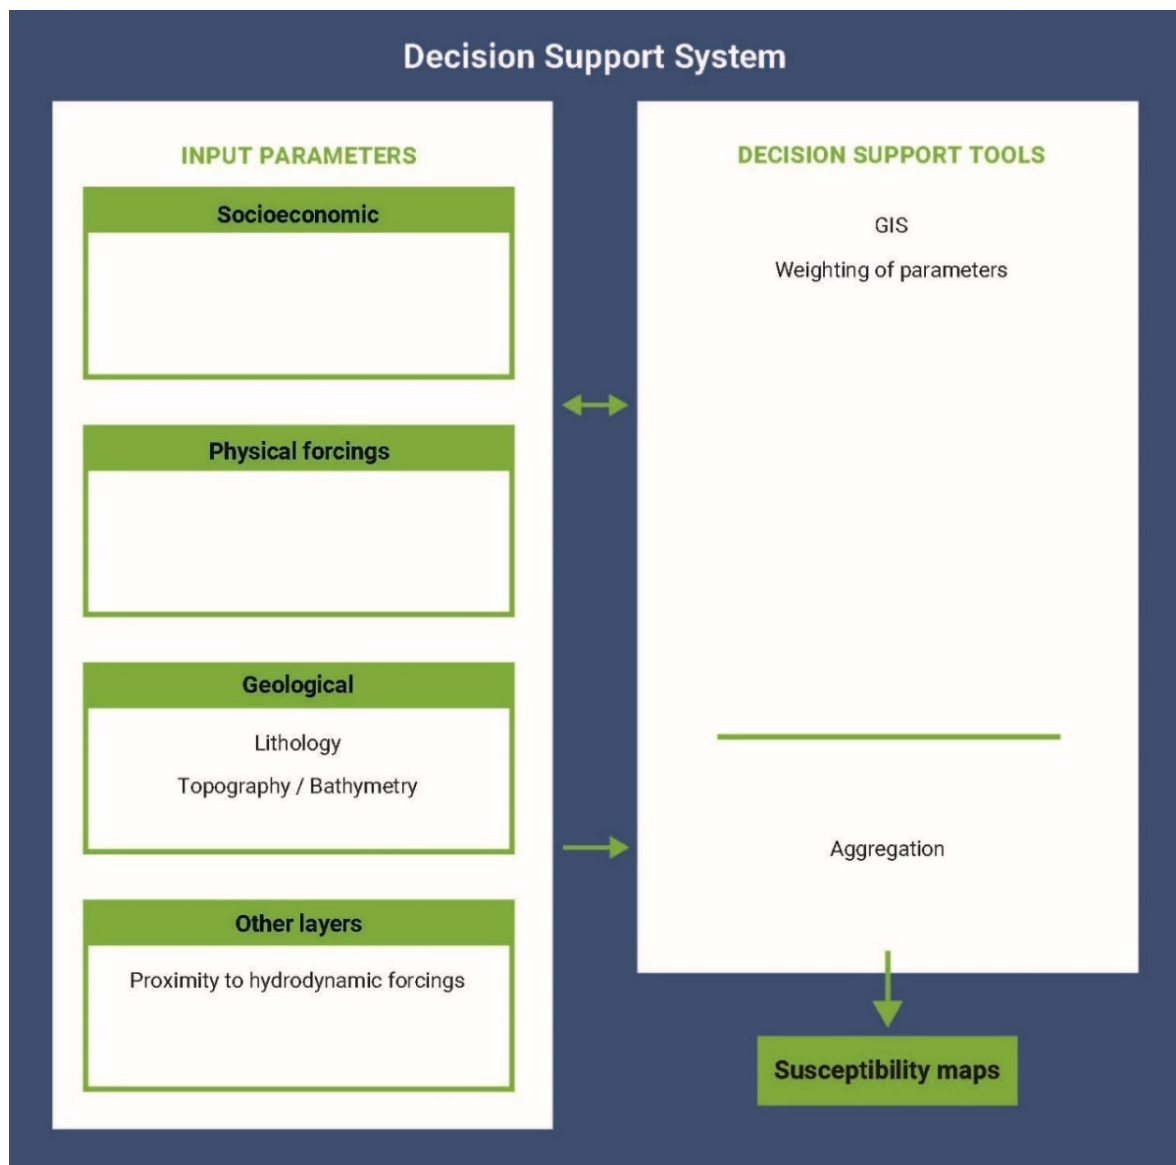 Decision Support System
INPUT PARAMETERS
Socioeconomic
Physical forcings
Geological
Lithology
Topography / Bathymetry
Other layers
Proximity to hydrodynamic forcings
DECISION SUPPORT TOOLS
GIS
Weighting of parameters
Aggregation
Susceptibility maps